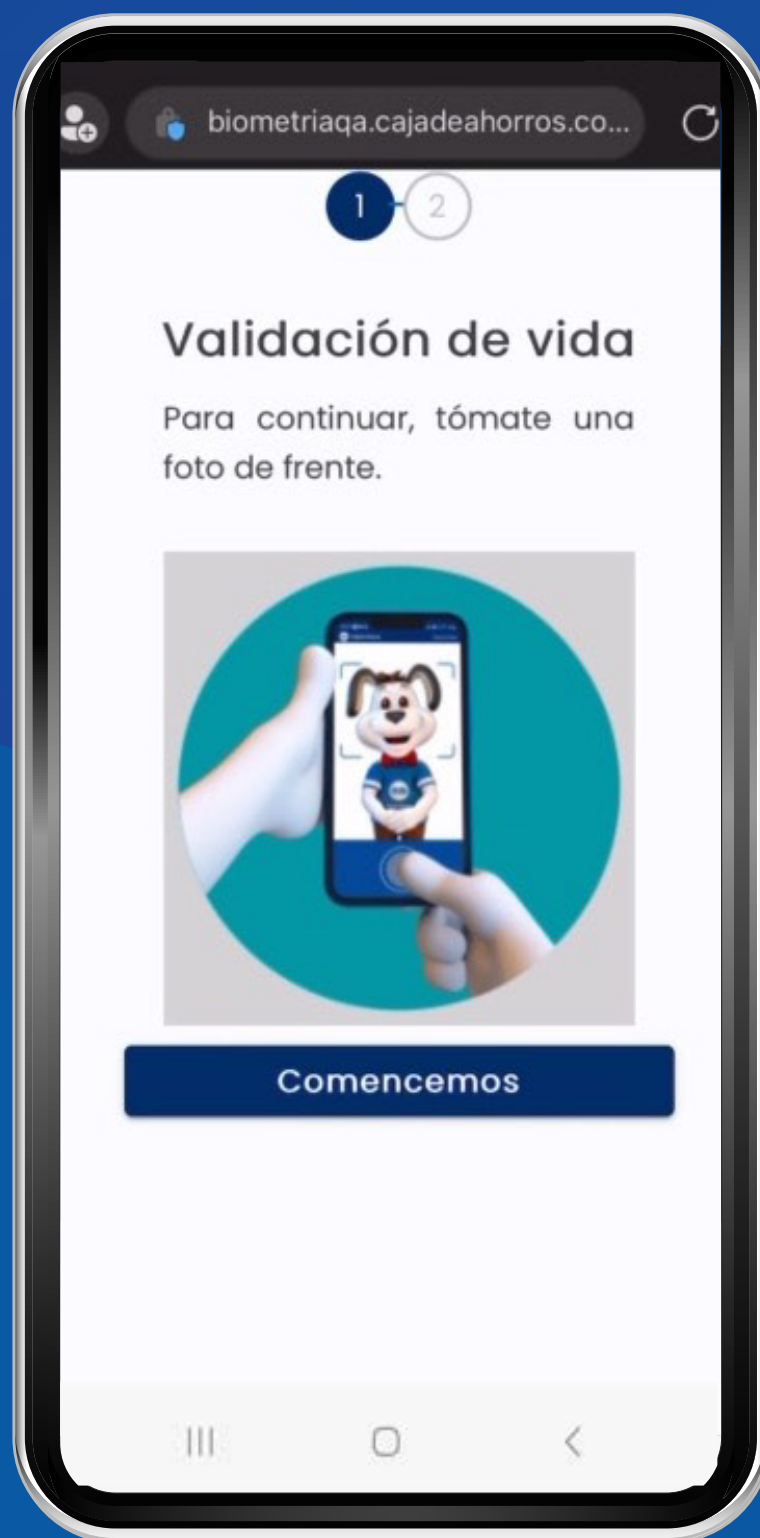 biometriaqa.cajadeahorros.co...
1
2
Validación de vida
Para continuar, tómate una
foto de frente.
Comencemos